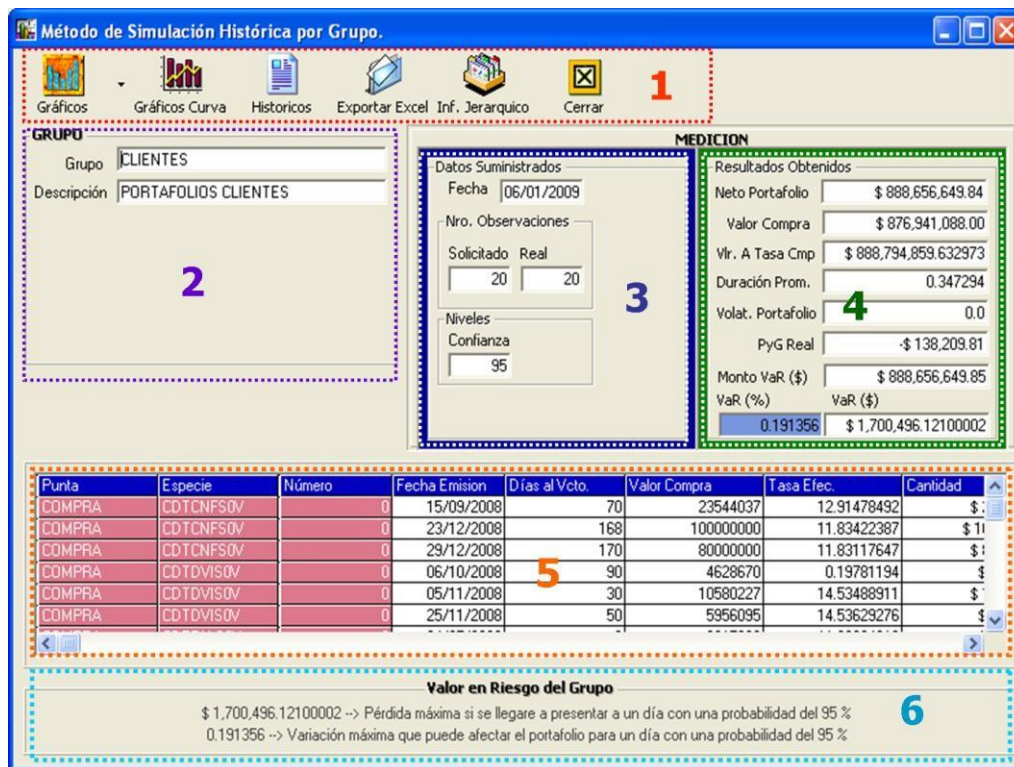 Método de Simulación Histórica por Grupo.
Gráficos Gráficos Curva Historicos Exportar Excel Inf. Jerarquico Cerrar
1
GRUPO
Grupo CLIENTES
Descripción PORTAFOLIOS CLIENTES
2
MEDICION
Datos Suministrados
Fecha 06/01/2009
Nro. Observaciones
Solicitado Real
20 20
Niveles
Confianza
95
3
Resultados Obtenidos
Neto Portafolio $ 888,656,649.84
Valor Compra $ 876,941,088.00
Vlr. A Tasa Cmp $ 888,794,859.632973
Duración Prom. 0.347294
Volat. Portafolio 0.0
PyG Real -$ 138,209.81
Monto VaR ($) $ 888,656,649.85
VaR (%) VaR ($)
0.191356 $ 1,700,496.12100002
4
Punta Especie Número Fecha Emision Días al Vcto. Valor Compra Tasa Efec. Cantidad
COMPRA CDTCNFS0V 0 15/09/2008 70 23544037 12.91478492 $
COMPRA CDTCNFS0V 0 23/12/2008 168 100000000 11.83422387 $ 1
COMPRA CDTCNFS0V 0 29/12/2008 170 80000000 11.83117647 $
COMPRA CDTDVIS0V 0 06/10/2008 90 4628670 0.19781194 $
COMPRA CDTDVIS0V 0 05/11/2008 30 10580227 14.53488911 $
COMPRA CDTDVIS0V 0 25/11/2008 50 5956095 14.53629276 $
5
Valor en Riesgo del Grupo
$ 1,700,496.12100002 --> Pérdida máxima si se llegare a presentar a un día con una probabilidad del 95 %
0.191356 --> Variación máxima que puede afectar el portafolio para un día con una probabilidad del 95 %
6